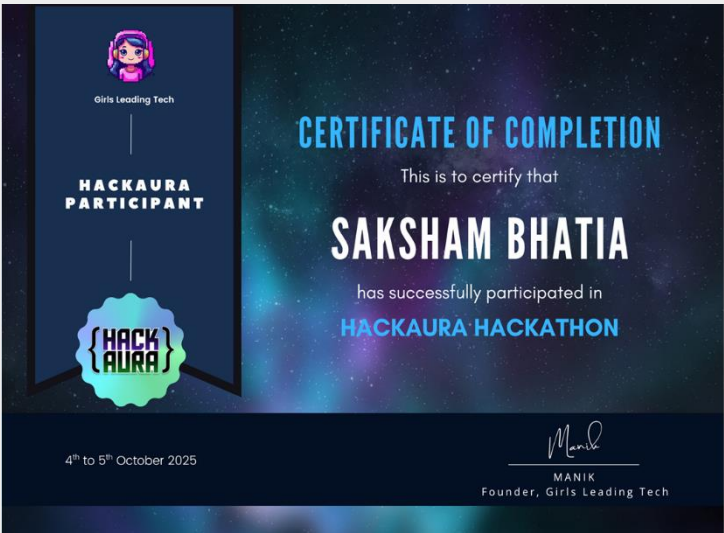 Girls Leading Tech
HACKAURA
PARTICIPANT
{HACK
AURA}
4th to 5th October 2025
CERTIFICATE OF COMPLETION
This is to certify that
SAKSHAM BHATIA
has successfully participated in
HACKAURA HACKATHON
Manik
MANIK
Founder, Girls Leading Tech